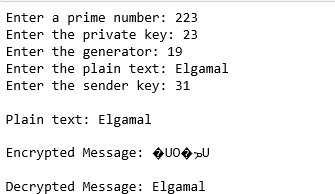 Enter a prime number: 223
Enter the private key: 23
Enter the generator: 19
Enter the plain text: Elgamal
Enter the sender key: 31
Plain text: Elgamal
Encrypted Message: �UO�ܤU
Decrypted Message: Elgamal